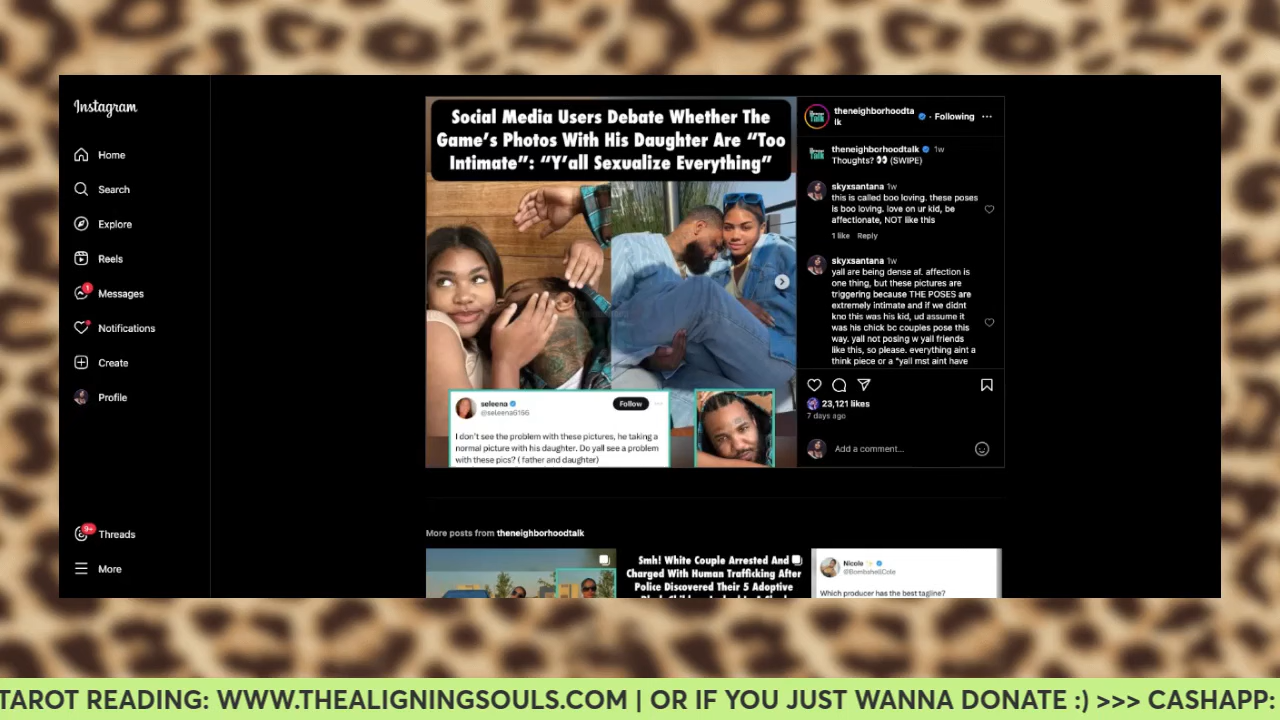 Instagram
Home
Search
Explore
Reels
1
Messages
Notifications
Create
Profile
9+
Threads
More
Social Media Users Debate Whether The
Game's Photos With His Daughter Are "Too
Intimate": "Y'all Sexualize Everything"
seleena
@seleena6166
Follow
I don't see the problem with these pictures, he taking a
normal picture with his daughter. Do yall see a problem
with these pics? ( father and daughter)
theneighborhoodta
lk
• Following
theneighborhoodtalk 1w
Thoughts? 👀 (SWIPE)
skyxsantana 1w
this is called boo loving. these poses
is boo loving. love on ur kid, be
affectionate, NOT like this
1 like Reply
skyxsantana 1w
yall are being dense af. affection is
one thing, but these pictures are
triggering because THE POSES are
extremely intimate and if we didnt
kno this was his kid, ud assume it
was his chick bc couples pose this
way. yall not posing w yall friends
like this, so please. everything aint a
think piece or a "yall mst aint have
23,121 likes
7 days ago
Add a comment...
More posts from theneighborhoodtalk
Smh! White Couple Arrested And
Charged With Human Trafficking After
Police Discovered Their 5 Adoptive
Nicole
@BombshellCole
Which producer has the best tagline?
TAROT READING: WWW.THEALIGNINGSOULS.COM | OR IF YOU JUST WANNA DONATE :) >>> CASHAPP: